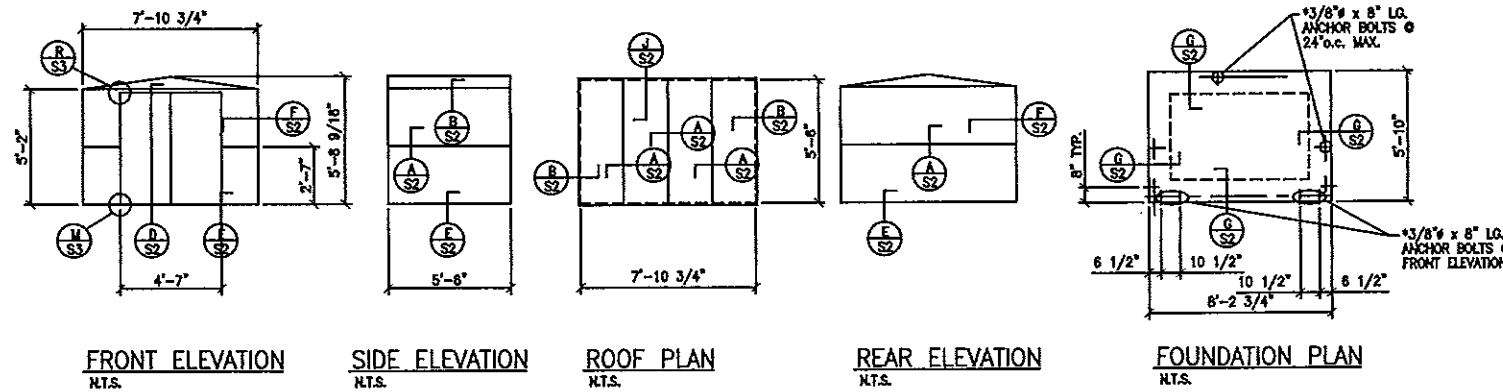 7'-10 3/4"
R
S3
F
S2
5'-2"
2'-7"
5'-8 9/16"
M
S3
D
S2
E
S2
4'-7"
FRONT ELEVATION
N.T.S.
B
S2
A
S2
E
S2
5'-8"
SIDE ELEVATION
N.T.S.
J
S2
A
S2
B
S2
B
S2
A
S2
A
S2
5'-8"
7'-10 3/4"
ROOF PLAN
N.T.S.
A
S2
F
S2
E
S2
REAR ELEVATION
N.T.S.
*3/8"ø x 8" LG.
ANCHOR BOLTS @
24"o.c. MAX.
G
S2
G
S2
G
S2
G
S2
8" TYP.
5'-10"
*3/8"ø x 8" LG.
ANCHOR BOLTS @
FRONT ELEVATION
6 1/2"
10 1/2"
10 1/2"
6 1/2"
8'-2 3/4"
FOUNDATION PLAN
N.T.S.